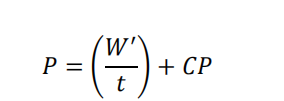 P = (W'/t) + CP